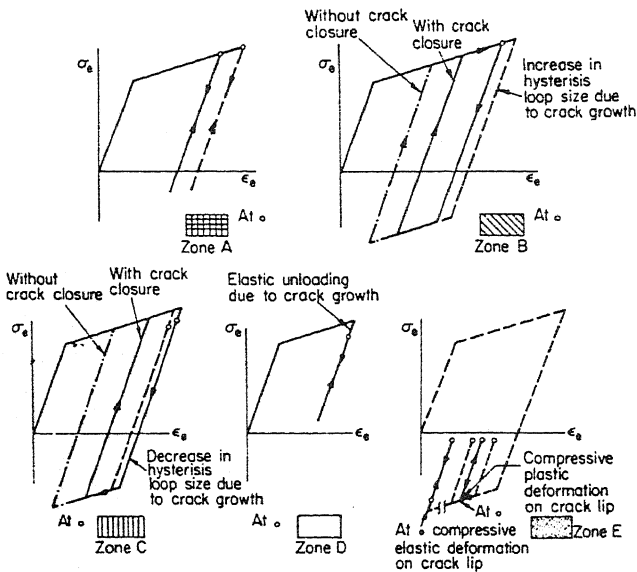 σe
εe
At o
Zone A
Without crack
closure
With crack
closure
σe
Increase in
hysterisis
loop size due
to crack growth
εe
At o
Zone B
Without
crack closure
With crack
closure
σe
εe
Decrease in
hysterisis
loop size due
to crack growth
At o
Zone C
Elastic unloading
due to crack growth
σe
εe
At o
Zone D
σe
εe
Compressive
plastic
deformation
on crack lip
At o
At o compressive
elastic deformation
on crack lip
Zone E